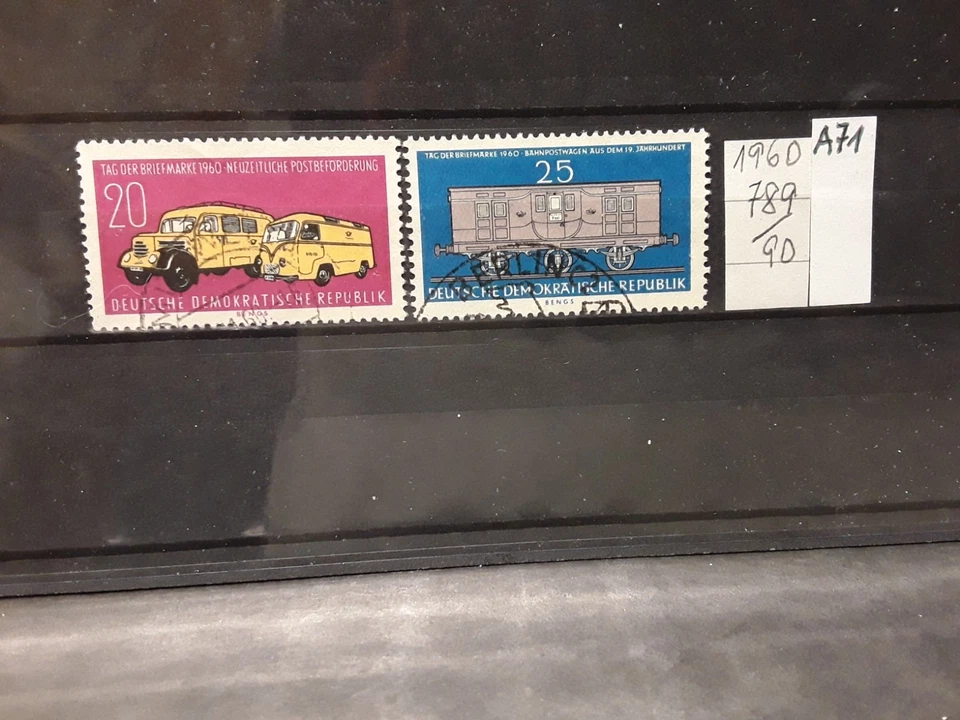 TAG DER BRIEFMARKE 1960 · NEUZEITLICHE POSTBEFÖRDERUNG
20
DEUTSCHE DEMOKRATISCHE REPUBLIK
BENGS
TAG DER BRIEFMARKE 1960 · BAHNPOSTWAGEN AUS DEM 19. JAHRHUNDERT
25
DEUTSCHE DEMOKRATISCHE REPUBLIK
BENGS
BERLIN
1960
789
90
A71